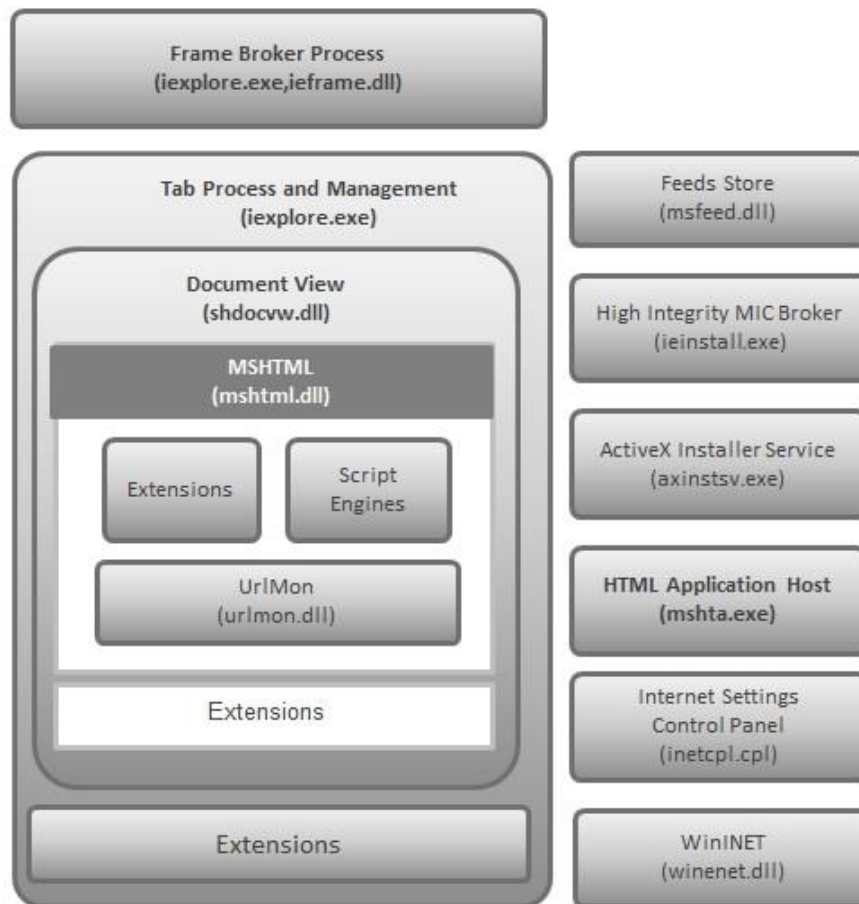 Frame Broker Process
(iexplore.exe,ieframe.dll)
Tab Process and Management
(iexplore.exe)
Document View
(shdocvw.dll)
MSHTML
(mshtml.dll)
Extensions
Script
Engines
UrlMon
(urlmon.dll)
Extensions
Extensions
Feeds Store
(msfeed.dll)
High Integrity MIC Broker
(ieinstall.exe)
ActiveX Installer Service
(axinstsv.exe)
HTML Application Host
(mshta.exe)
Internet Settings
Control Panel
(inetcpl.cpl)
WinINET
(winenet.dll)